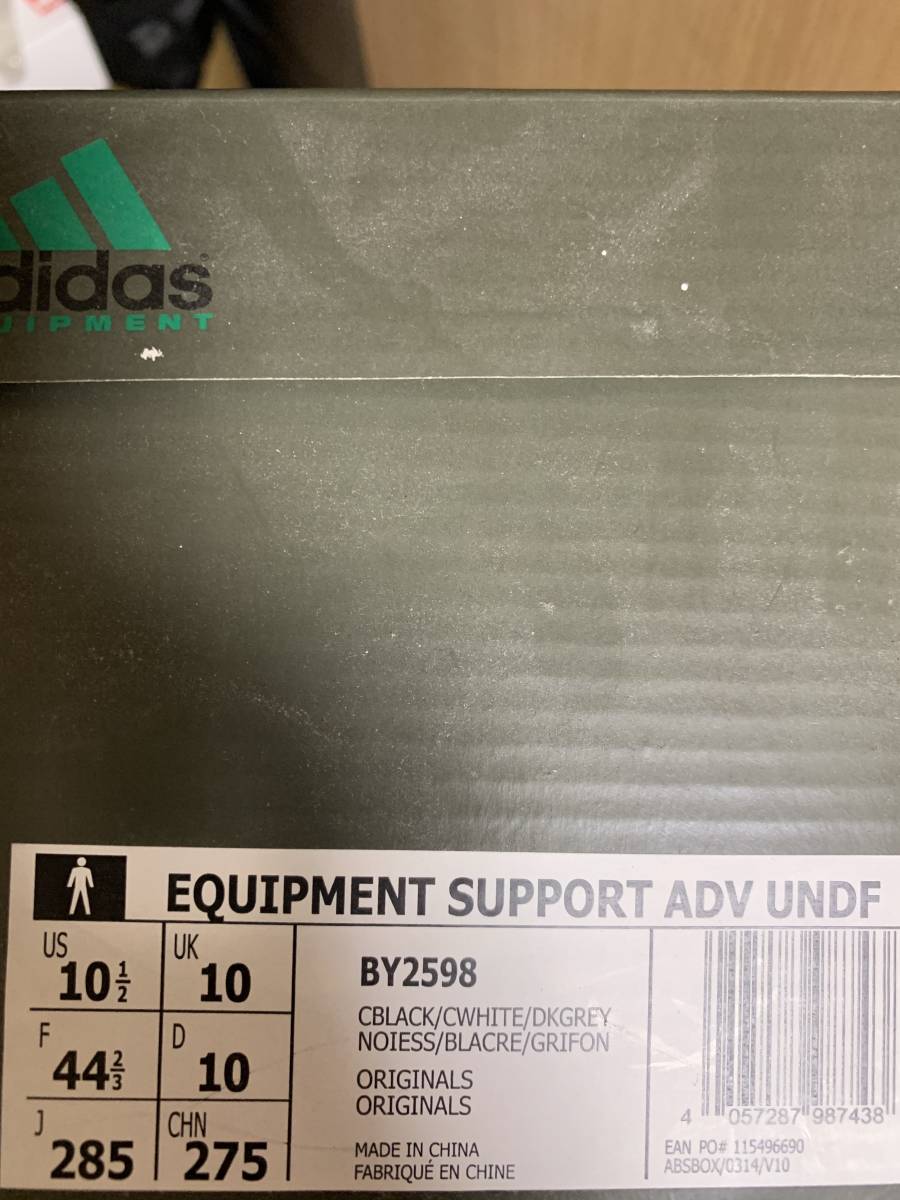 didas
UIPMENT
EQUIPMENT SUPPORT ADV UNDF
US 10 1/2
UK 10
F 44 2/3
D 10
J 285
CHN 275
BY2598
CBLACK/CWHITE/DKGREY
NOIESS/BLACRE/GRIFON
ORIGINALS
ORIGINALS
MADE IN CHINA
FABRIQUÉ EN CHINE
4 057287 987438
EAN PO# 115496690
ABSBOX/0314/V10